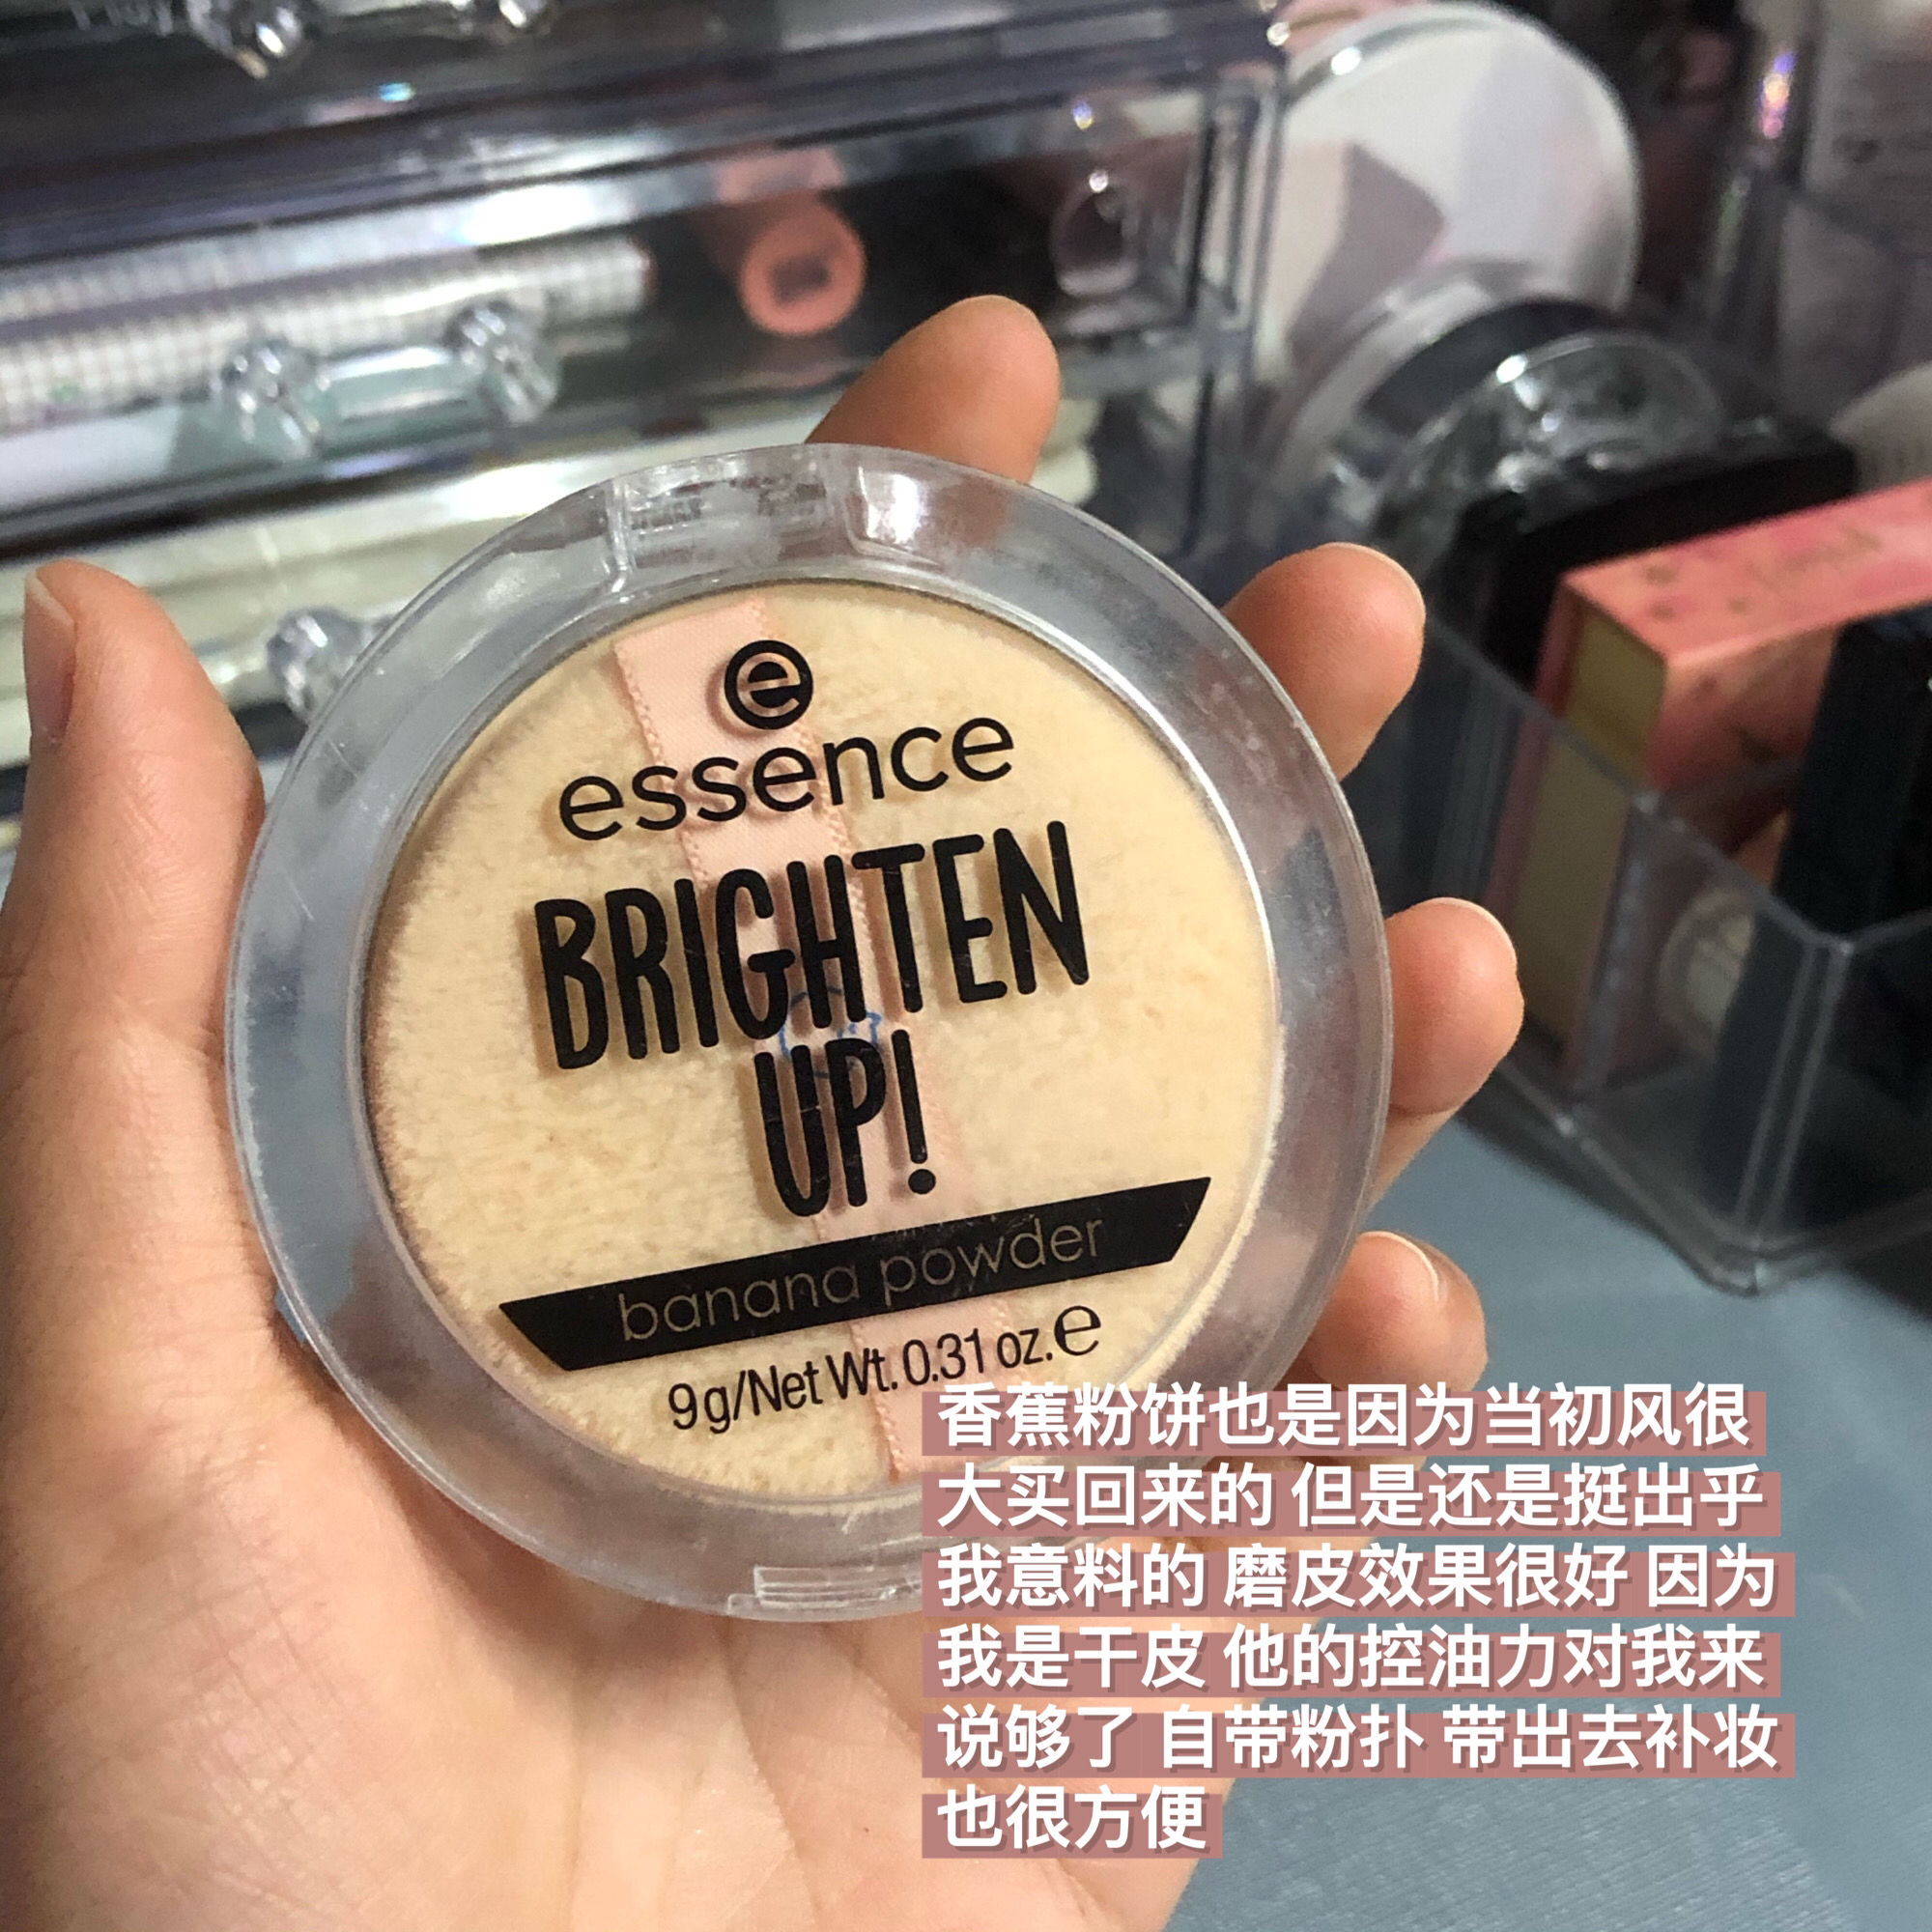 e
essence
BRIGHTEN
UP!
banana powder
9 g/Net Wt. 0.31 oz. ℮
香蕉粉饼也是因为当初风很
大买回来的 但是还是挺出乎
我意料的 磨皮效果很好 因为
我是干皮 他的控油力对我来
说够了 自带粉扑 带出去补妆
也很方便